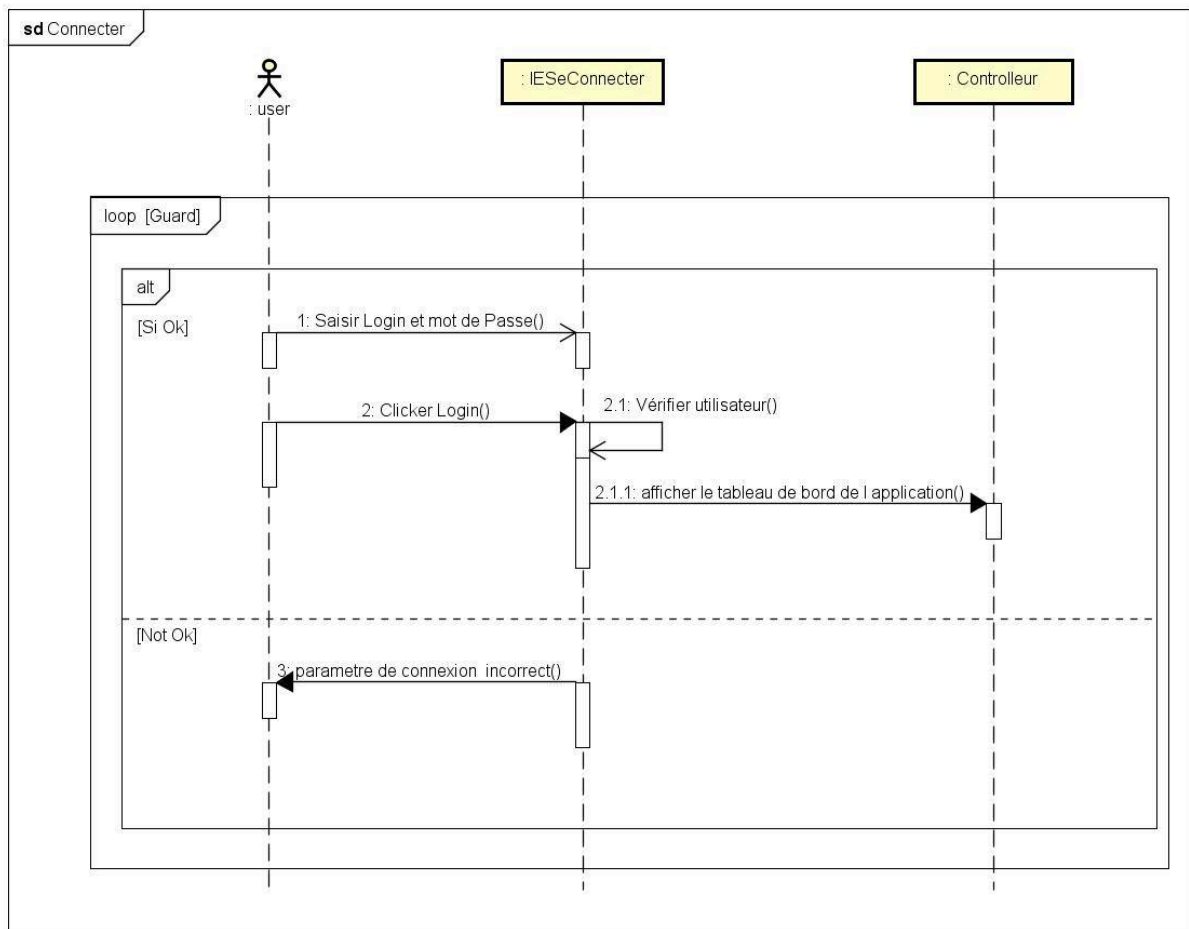 sd Connecter
: user
: IESeConnecter
: Controlleur
loop [Guard]
alt
[Si Ok]
1: Saisir Login et mot de Passe()
2: Clicker Login()
2.1: Vérifier utilisateur()
2.1.1: afficher le tableau de bord de l application()
[Not Ok]
3: parametre de connexion incorrect()